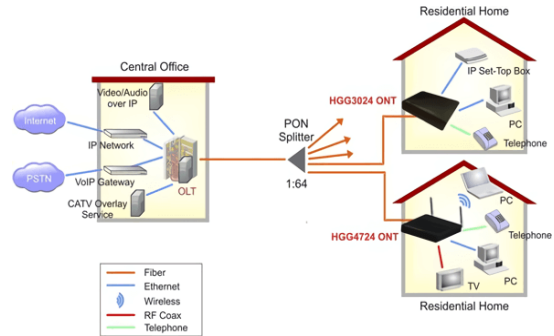 Residential Home
Central Office
Video/Audio
over IP
Internet
IP Network
PSTN
VoIP Gateway
OLT
CATV Overlay
Service
PON
Splitter
1:64
HGG3024 ONT
IP Set-Top Box
PC
Telephone
HGG4724 ONT
PC
Telephone
PC
TV
Residential Home
Fiber
Ethernet
Wireless
RF Coax
Telephone